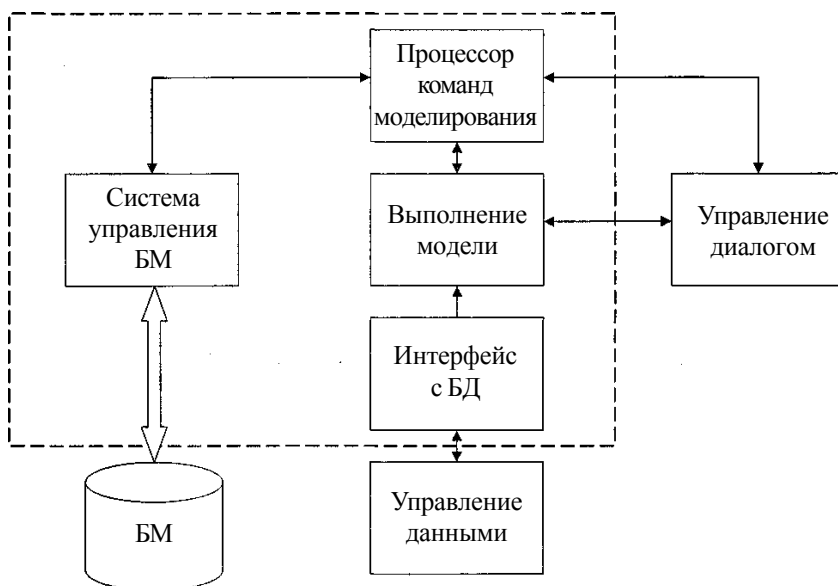 Процессор
команд
моделирования
Система
управления
БМ
Выполнение
модели
Управление
диалогом
Интерфейс
с БД
БМ
Управление
данными